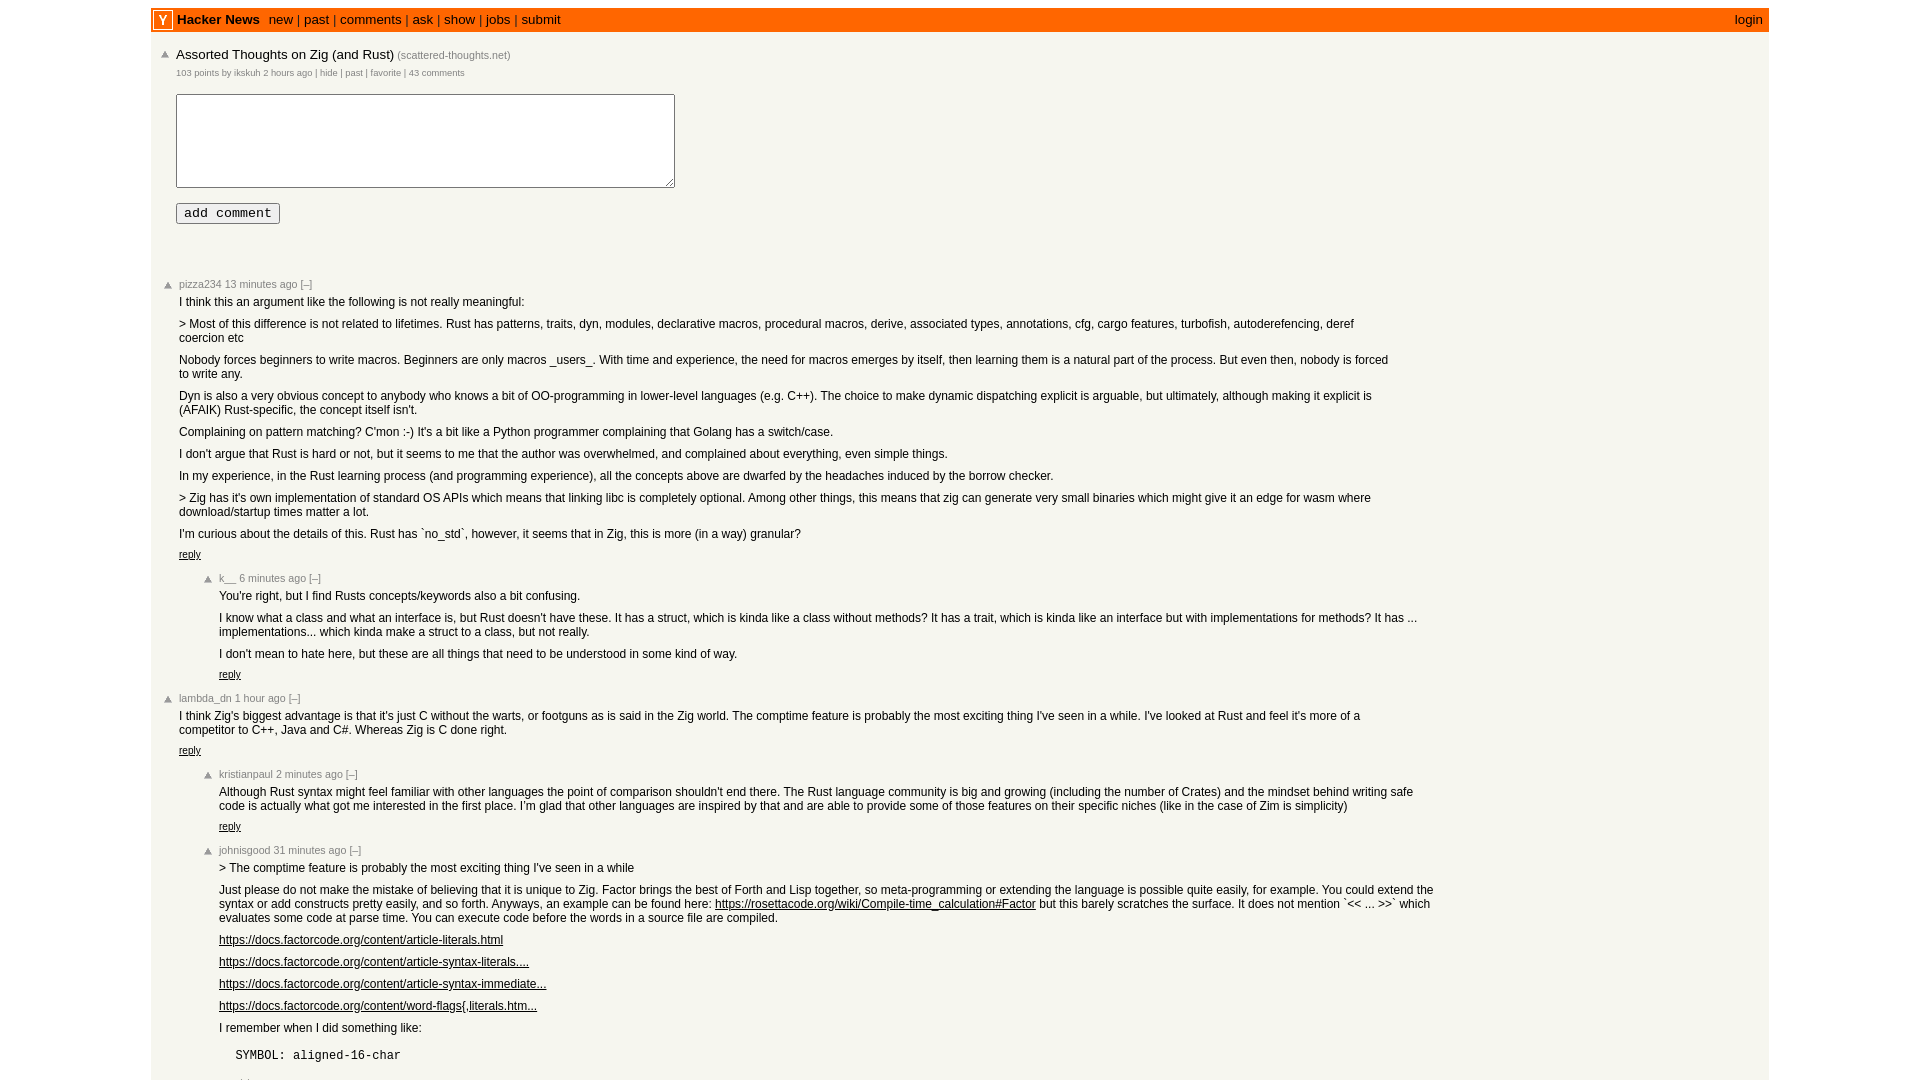 Y Hacker News new | past | comments | ask | show | jobs | submit login
Assorted Thoughts on Zig (and Rust) (scattered-thoughts.net)
103 points by ikskuh 2 hours ago | hide | past | favorite | 43 comments
add comment
pizza234 13 minutes ago [–]
I think this an argument like the following is not really meaningful:
> Most of this difference is not related to lifetimes. Rust has patterns, traits, dyn, modules, declarative macros, procedural macros, derive, associated types, annotations, cfg, cargo features, turbofish, autoderefencing, deref
coercion etc
Nobody forces beginners to write macros. Beginners are only macros _users_. With time and experience, the need for macros emerges by itself, then learning them is a natural part of the process. But even then, nobody is forced
to write any.
Dyn is also a very obvious concept to anybody who knows a bit of OO-programming in lower-level languages (e.g. C++). The choice to make dynamic dispatching explicit is arguable, but ultimately, although making it explicit is
(AFAIK) Rust-specific, the concept itself isn't.
Complaining on pattern matching? C'mon :-) It's a bit like a Python programmer complaining that Golang has a switch/case.
I don't argue that Rust is hard or not, but it seems to me that the author was overwhelmed, and complained about everything, even simple things.
In my experience, in the Rust learning process (and programming experience), all the concepts above are dwarfed by the headaches induced by the borrow checker.
> Zig has it's own implementation of standard OS APIs which means that linking libc is completely optional. Among other things, this means that zig can generate very small binaries which might give it an edge for wasm where
download/startup times matter a lot.
I'm curious about the details of this. Rust has `no_std`, however, it seems that in Zig, this is more (in a way) granular?
reply
k__ 6 minutes ago [–]
You're right, but I find Rusts concepts/keywords also a bit confusing.
I know what a class and what an interface is, but Rust doesn't have these. It has a struct, which is kinda like a class without methods? It has a trait, which is kinda like an interface but with implementations for methods? It has ...
implementations... which kinda make a struct to a class, but not really.
I don't mean to hate here, but these are all things that need to be understood in some kind of way.
reply
lambda_dn 1 hour ago [–]
I think Zig's biggest advantage is that it's just C without the warts, or footguns as is said in the Zig world. The comptime feature is probably the most exciting thing I've seen in a while. I've looked at Rust and feel it's more of a
competitor to C++, Java and C#. Whereas Zig is C done right.
reply
kristianpaul 2 minutes ago [–]
Although Rust syntax might feel familiar with other languages the point of comparison shouldn't end there. The Rust language community is big and growing (including the number of Crates) and the mindset behind writing safe
code is actually what got me interested in the first place. I'm glad that other languages are inspired by that and are able to provide some of those features on their specific niches (like in the case of Zim is simplicity)
reply
johnisgood 31 minutes ago [–]
> The comptime feature is probably the most exciting thing I've seen in a while
Just please do not make the mistake of believing that it is unique to Zig. Factor brings the best of Forth and Lisp together, so meta-programming or extending the language is possible quite easily, for example. You could extend the
syntax or add constructs pretty easily, and so forth. Anyways, an example can be found here: https://rosettacode.org/wiki/Compile-time_calculation#Factor but this barely scratches the surface. It does not mention `<< ... >>` which
evaluates some code at parse time. You can execute code before the words in a source file are compiled.
https://docs.factorcode.org/content/article-literals.html
https://docs.factorcode.org/content/article-syntax-literals....
https://docs.factorcode.org/content/article-syntax-immediate...
https://docs.factorcode.org/content/word-flags{,literals.htm...
I remember when I did something like:
SYMBOL: aligned-16-char